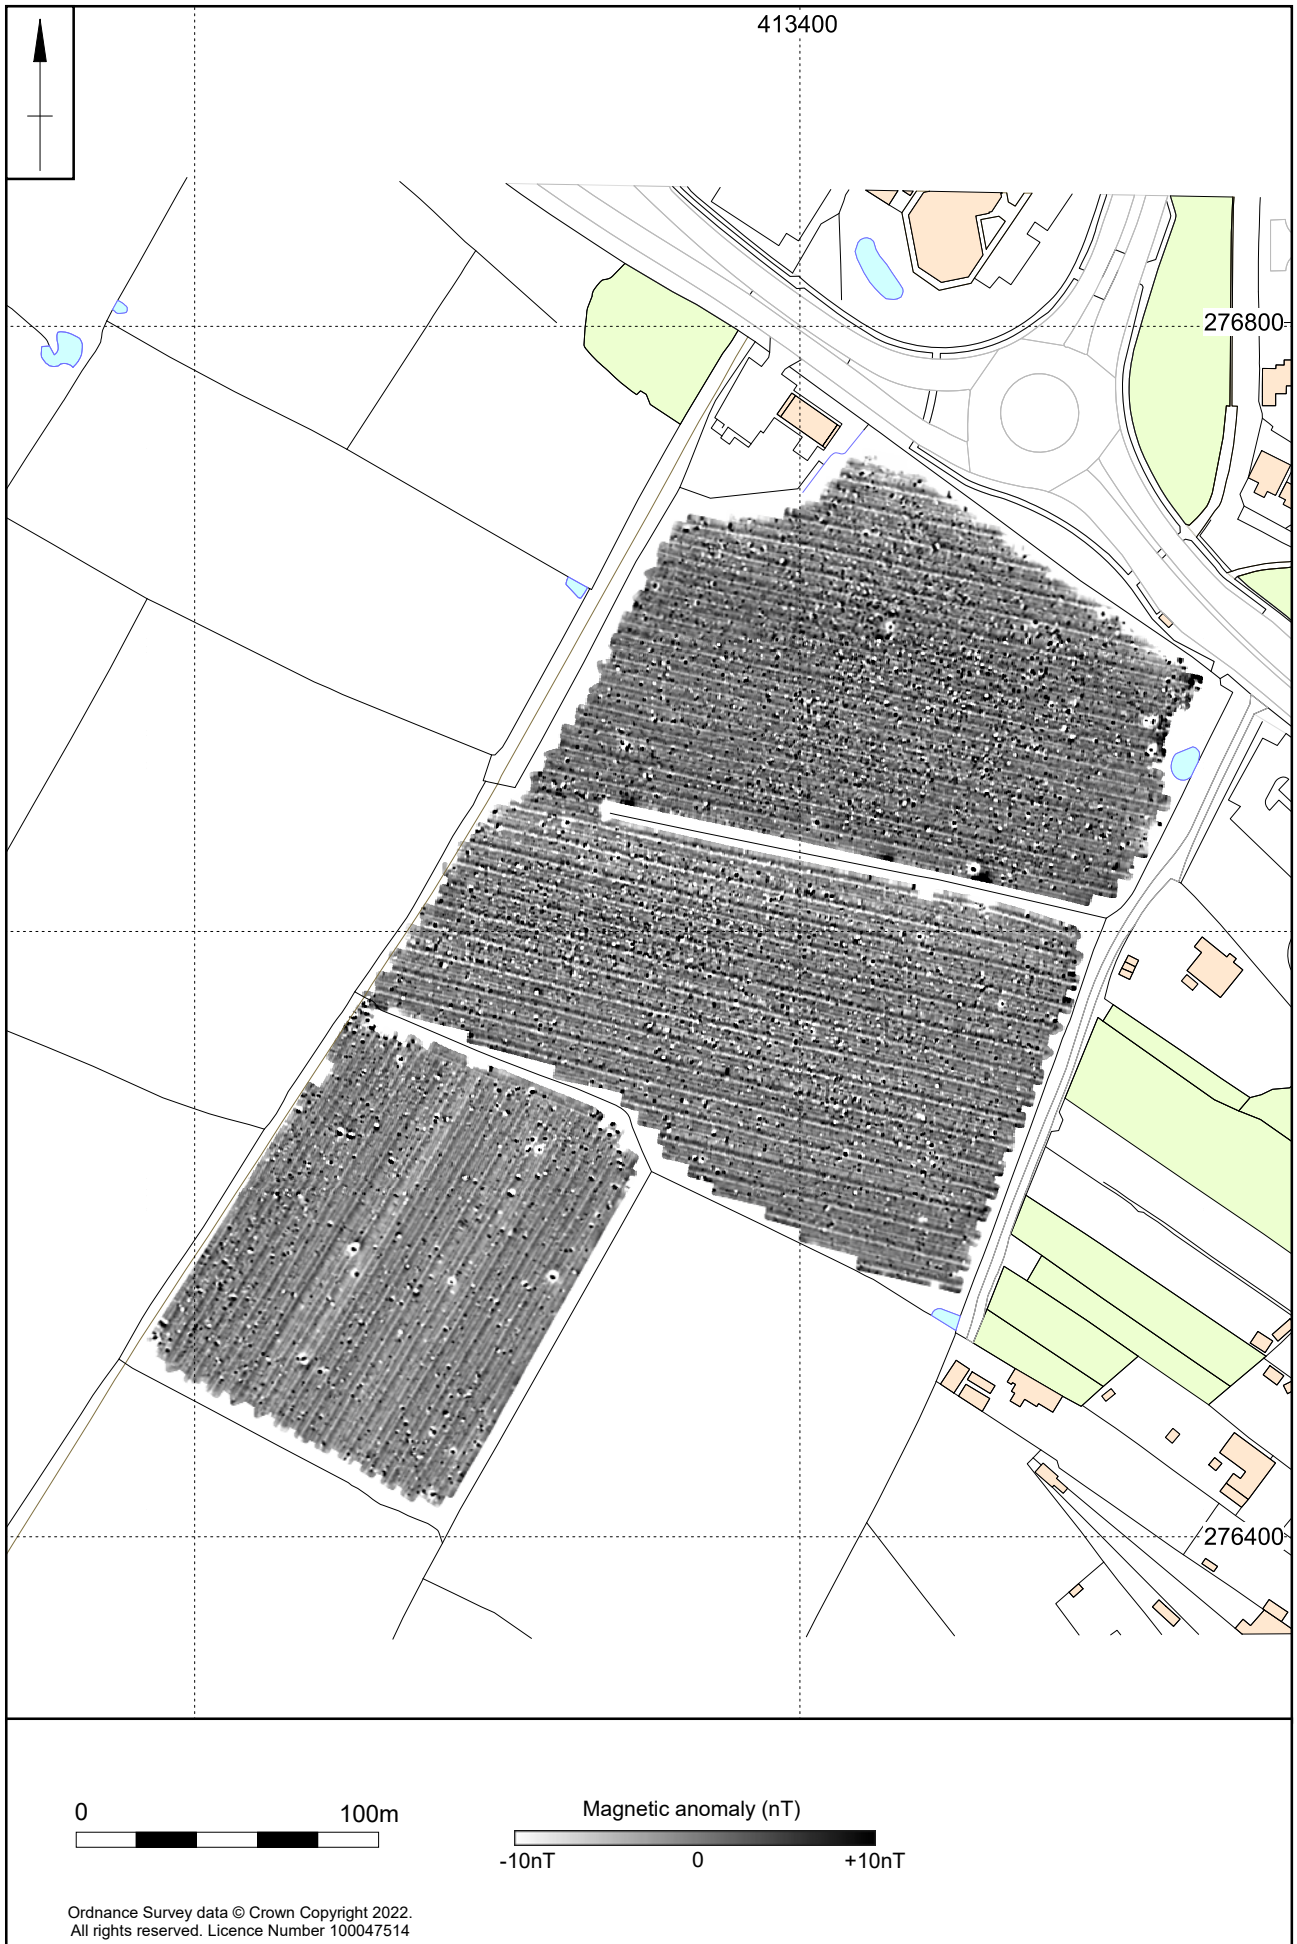 413400
276800
276400
0 100m
Magnetic anomaly (nT)
-10nT 0 +10nT
Ordnance Survey data © Crown Copyright 2022.
All rights reserved. Licence Number 100047514